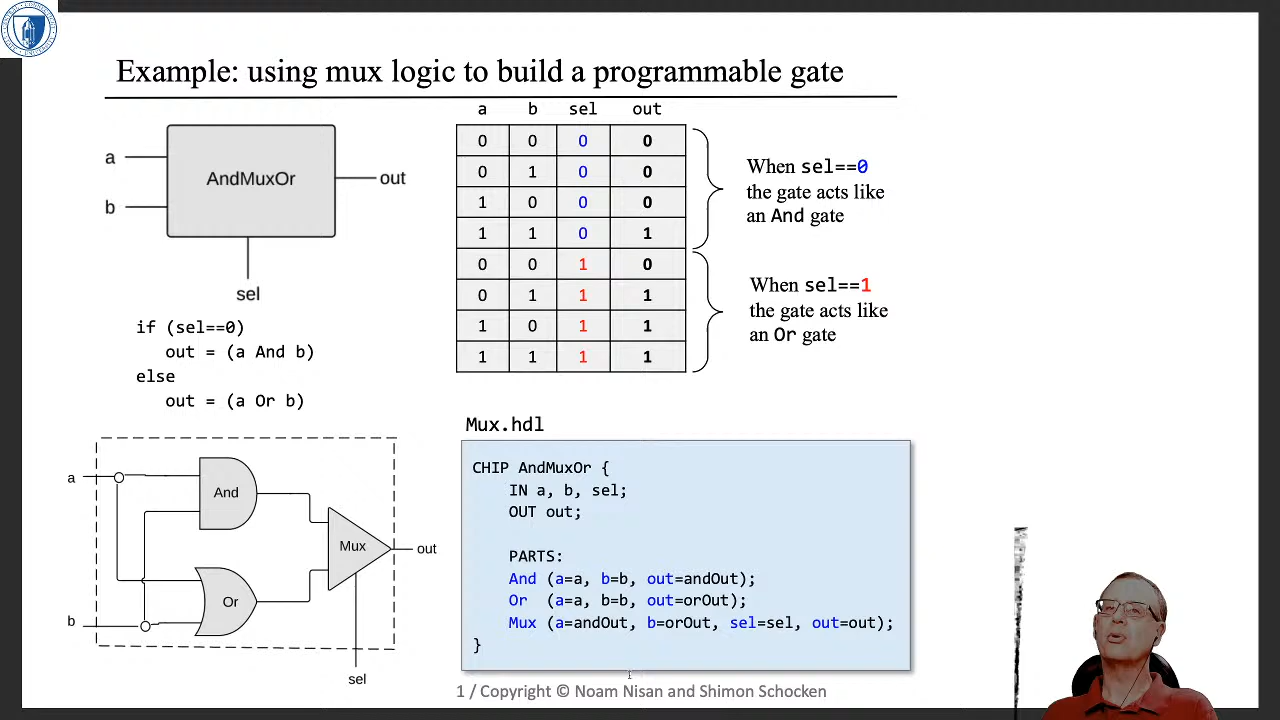 Example: using mux logic to build a programmable gate
a
b
AndMuxOr
out
sel
if (sel==0)
out = (a And b)
else
out = (a Or b)
a b sel out
0 0 0 0
0 1 0 0
1 0 0 0
1 1 0 1
0 0 1 0
0 1 1 1
1 0 1 1
1 1 1 1
When sel==0
the gate acts like
an And gate
When sel==1
the gate acts like
an Or gate
a
And
Mux
out
Or
b
sel
Mux.hdl
CHIP AndMuxOr {
IN a, b, sel;
OUT out;
PARTS:
And (a=a, b=b, out=andOut);
Or (a=a, b=b, out=orOut);
Mux (a=andOut, b=orOut, sel=sel, out=out);
}
1 / Copyright © Noam Nisan and Shimon Schocken